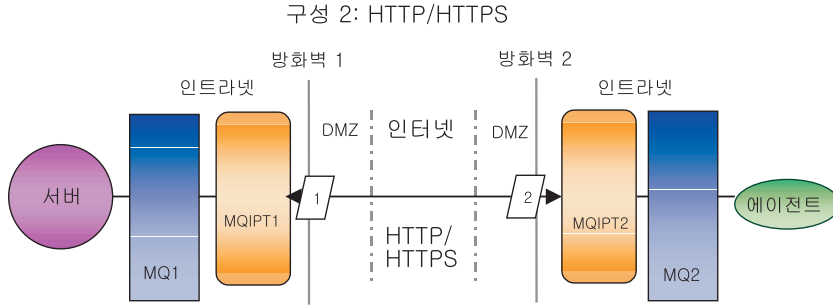 구성 2: HTTP/HTTPS
방화벽 1
방화벽 2
인트라넷
인트라넷
DMZ
인터넷
DMZ
서버
1
2
에이전트
MQIPT1
MQIPT2
HTTP/
HTTPS
MQ1
MQ2